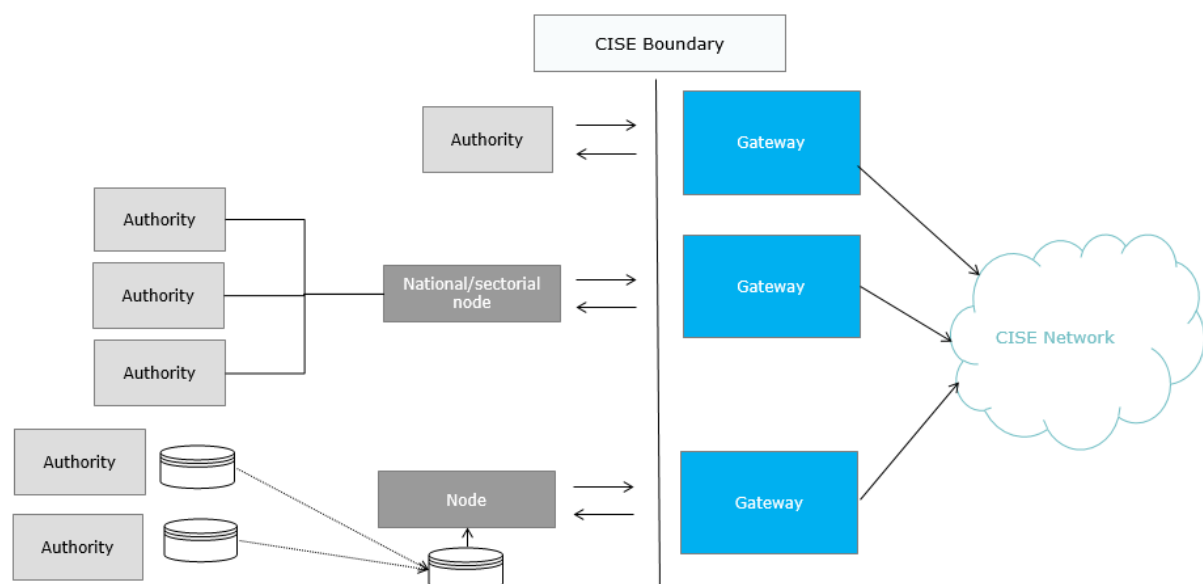 CISE Boundary
Authority
Gateway
Authority
National/sectorial
node
Gateway
Authority
CISE Network
Authority
Authority
Node
Gateway
Authority